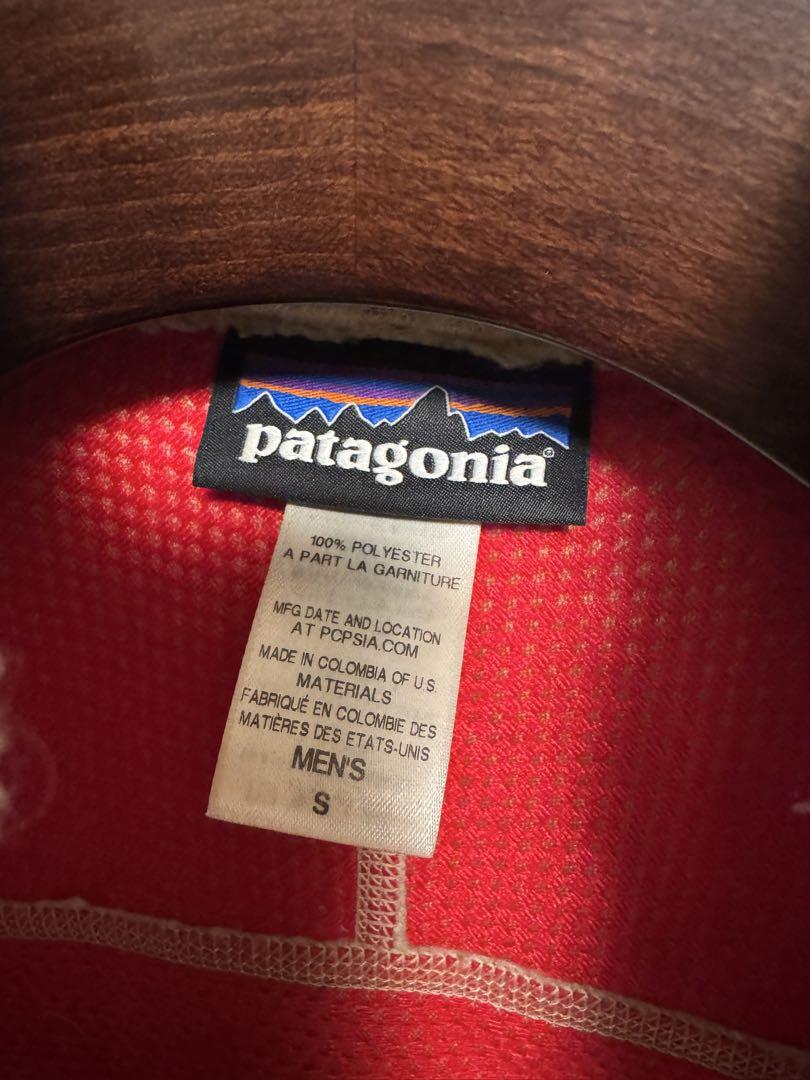 patagonia®
100% POLYESTER
A PART LA GARNITURE
MFG DATE AND LOCATION
AT PCPSIA.COM
MADE IN COLOMBIA OF U.S.
MATERIALS
FABRIQUÉ EN COLOMBIE DES
MATIÈRES DES ETATS-UNIS
MEN'S
S